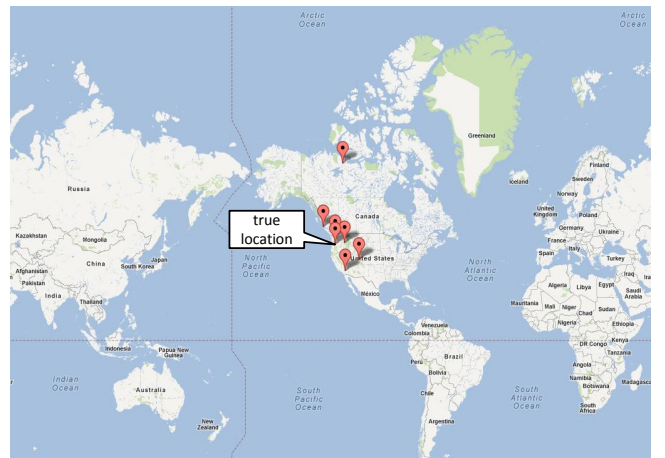 Arctic
Ocean
Arctic
Ocean
Greenland
Iceland
Finland
Sweden
Norway
Russia
United
Kingdom
Poland
Germany
Ukraine
France
Italy
Spain
Turkey
Canada
true
location
Kazakhstan
Mongolia
China
Japan
South Korea
Afghanistan
Pakistan
India
Thailand
North
Pacific
Ocean
United States
México
North
Atlantic
Ocean
Iraq
Iran
Algeria
Libya
Egypt
Saudi
Arabia
Mauritania
Mali
Niger
Sudan
Chad
Nigeria
Ethiopia
Venezuela
Colombia
DR Congo
Kenya
Tanzania
Indonesia
Papua New
Guinea
Perú
Brazil
Bolivia
Angola
Namibia
Botswana
Madagascar
Indian
Ocean
Australia
South
Pacific
Ocean
Chile
South
Atlantic
Ocean
South
Africa
New
Zealand
Argentina